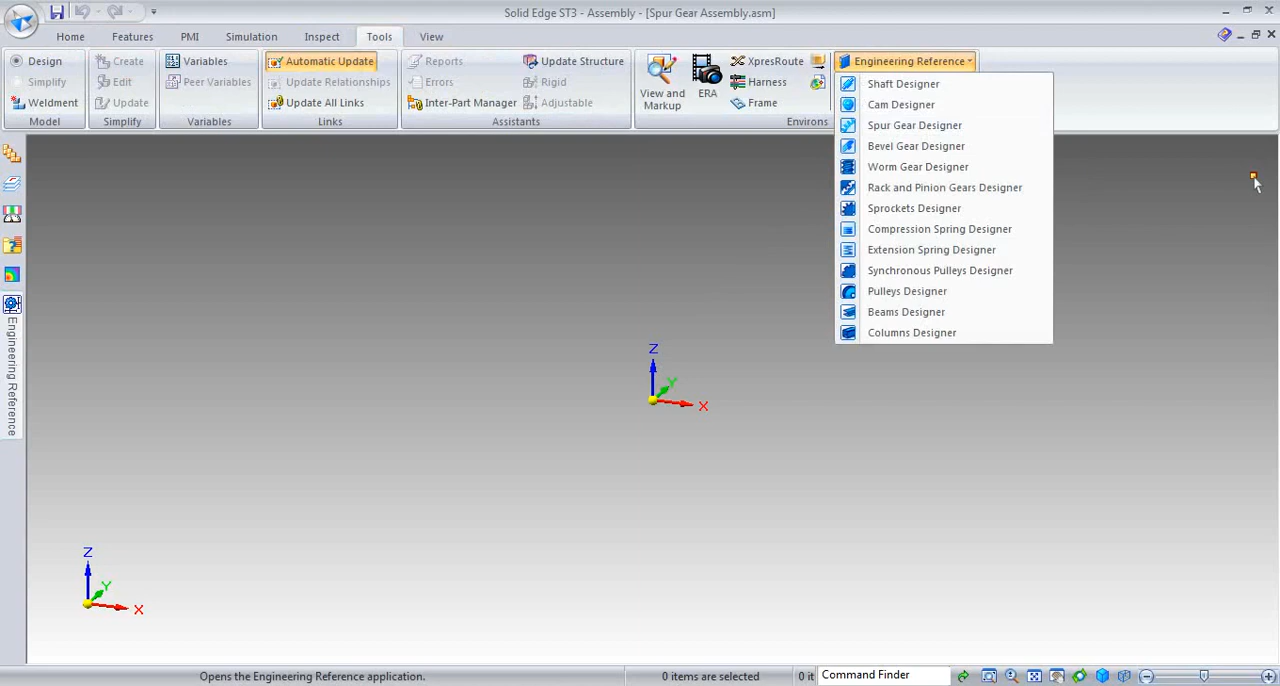 Solid Edge ST3 - Assembly - [Spur Gear Assembly.asm]
Home Features PMI Simulation Inspect Tools View
Design Create Variables Automatic Update Reports Update Structure XpresRoute Engineering Reference
Simplify Edit Peer Variables Update Relationships Errors Rigid View and Markup ERA Harness
Weldment Update Update All Links Inter-Part Manager Adjustable Frame
Model Simplify Variables Links Assistants Environs
Shaft Designer
Cam Designer
Spur Gear Designer
Bevel Gear Designer
Worm Gear Designer
Rack and Pinion Gears Designer
Sprockets Designer
Compression Spring Designer
Extension Spring Designer
Synchronous Pulleys Designer
Pulleys Designer
Beams Designer
Columns Designer
Engineering Reference
Z
Y
X
Z
Y
X
Opens the Engineering Reference application. 0 items are selected 0 it Command Finder